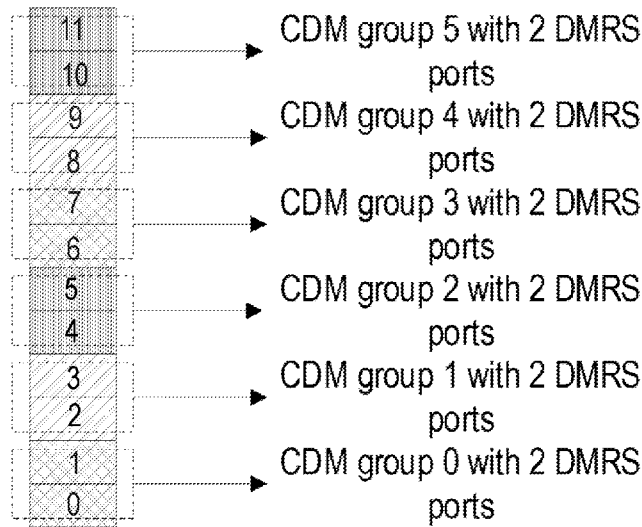 11
10
CDM group 5 with 2 DMRS
ports
9
8
CDM group 4 with 2 DMRS
ports
7
6
CDM group 3 with 2 DMRS
ports
5
4
CDM group 2 with 2 DMRS
ports
3
2
CDM group 1 with 2 DMRS
ports
1
0
CDM group 0 with 2 DMRS
ports